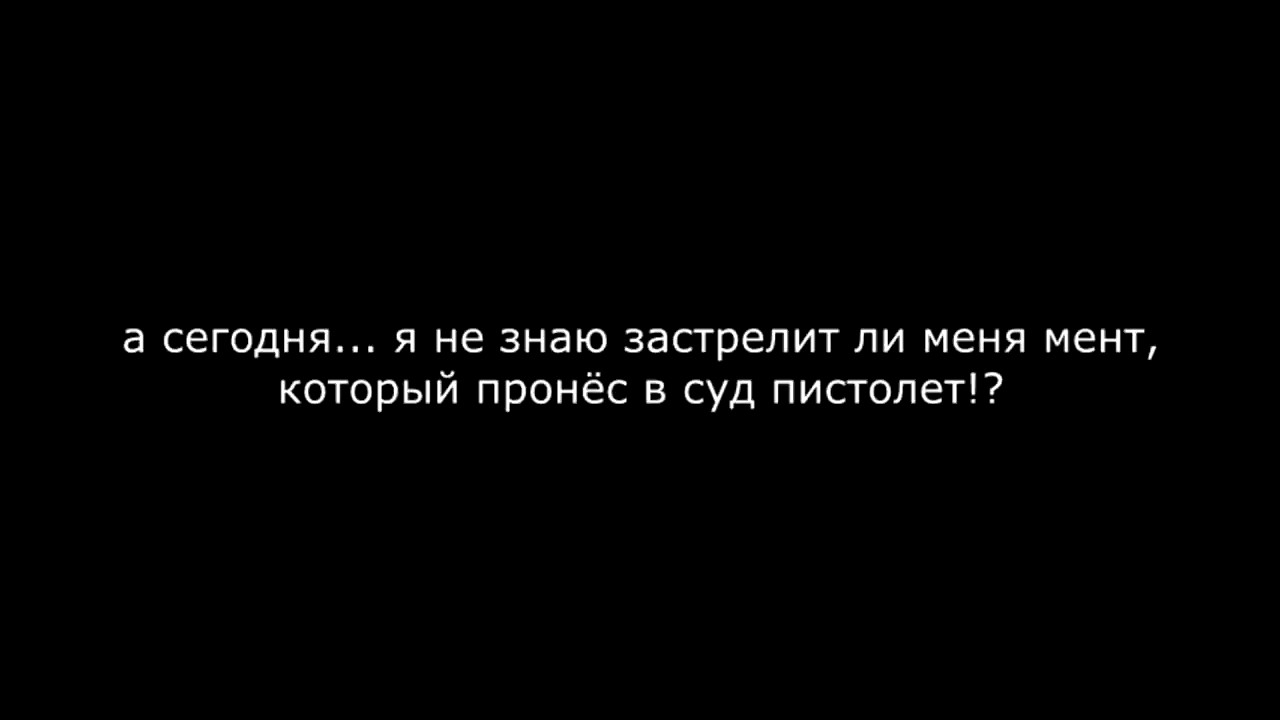 а сегодня... я не знаю застрелит ли меня мент,
который пронёс в суд пистолет!?